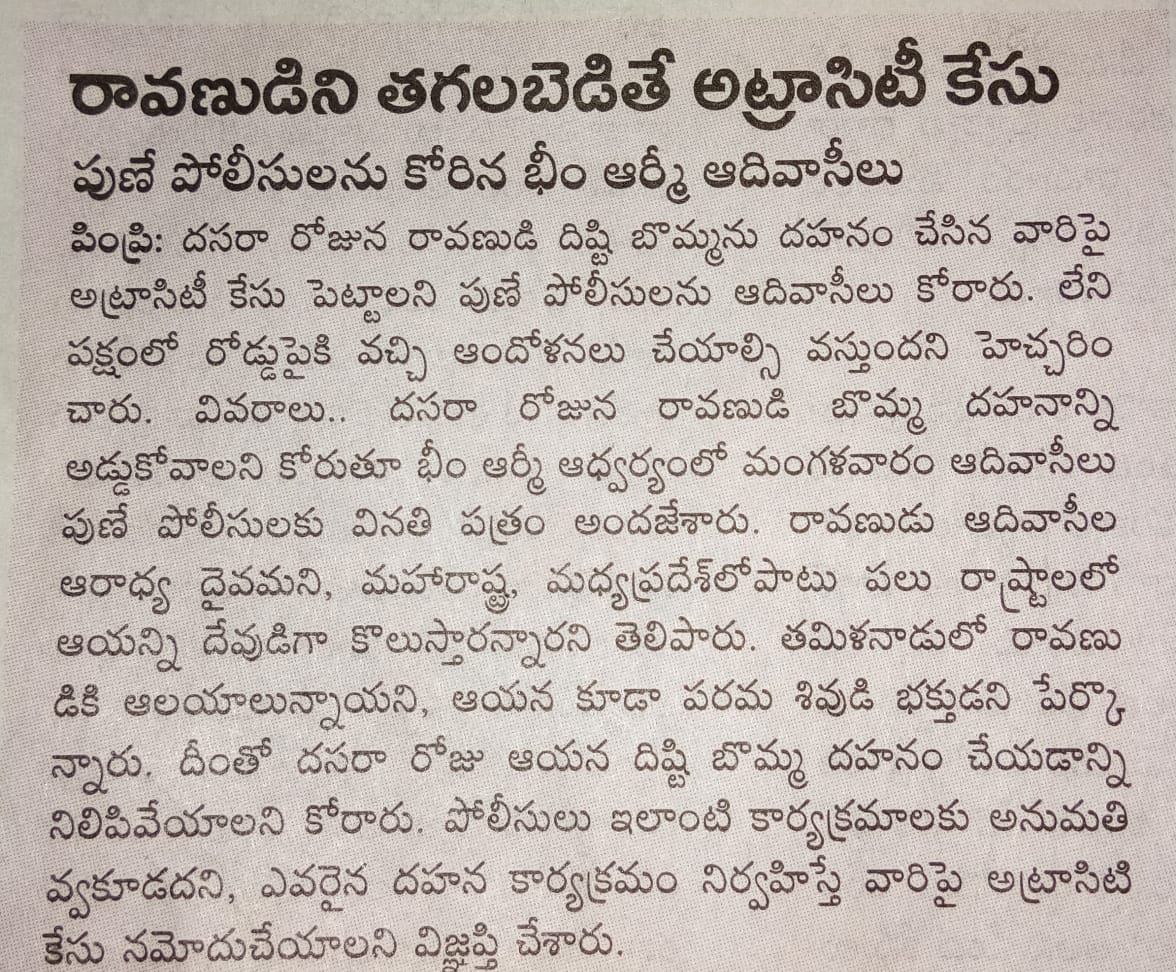 రావణుడిని తగలబెడితే అట్రాసిటీ కేసు
పుణే పోలీసులను కోరిన భీం ఆర్మీ ఆదివాసీలు
పింప్రి: దసరా రోజున రావణుడి దిష్టి బొమ్మను దహనం చేసిన వారిపై
అట్రాసిటీ కేసు పెట్టాలని పుణే పోలీసులను ఆదివాసీలు కోరారు. లేని
పక్షంలో రోడ్డుపైకి వచ్చి ఆందోళనలు చేయాల్సి వస్తుందని హెచ్చరిం
చారు. వివరాలు.. దసరా రోజున రావణుడి బొమ్మ దహనాన్ని
అడ్డుకోవాలని కోరుతూ భీం ఆర్మీ ఆధ్వర్యంలో మంగళవారం ఆదివాసీలు
పుణే పోలీసులకు వినతి పత్రం అందజేశారు. రావణుడు ఆదివాసీల
ఆరాధ్య దైవమని, మహారాష్ట్ర, మధ్యప్రదేశ్‌లోపాటు పలు రాష్ట్రాలలో
ఆయన్ని దేవుడిగా కొలుస్తారన్నారని తెలిపారు. తమిళనాడులో రావణు
డికి ఆలయాలున్నాయని, ఆయన కూడా పరమ శివుడి భక్తుడని పేర్కొ
న్నారు. దీంతో దసరా రోజు ఆయన దిష్టి బొమ్మ దహనం చేయడాన్ని
నిలిపివేయాలని కోరారు. పోలీసులు ఇలాంటి కార్యక్రమాలకు అనుమతి
వ్వకూడదని, ఎవరైన దహన కార్యక్రమం నిర్వహిస్తే వారిపై అట్రాసిటి
కేసు నమోదుచేయాలని విజ్ఞప్తి చేశారు.